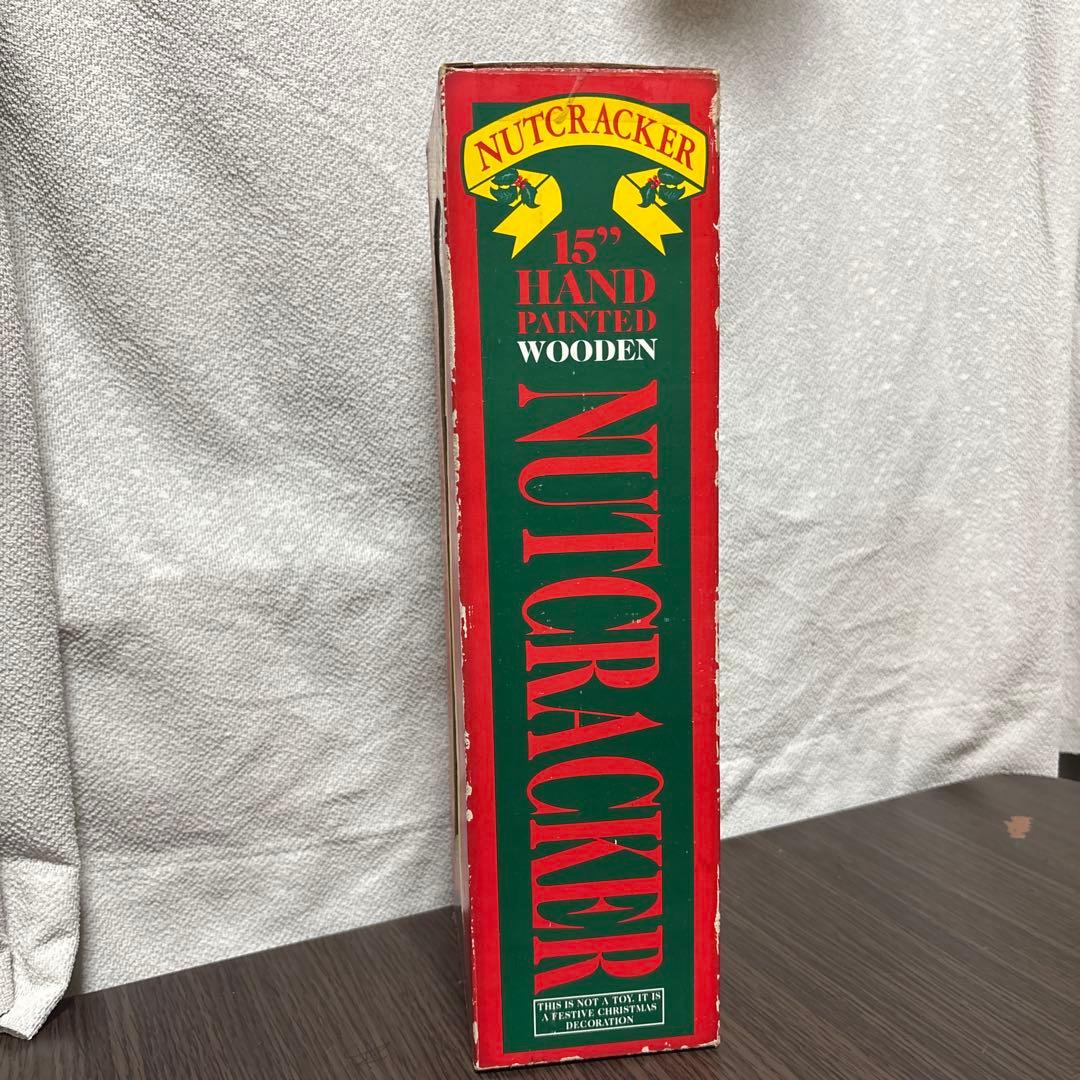 NUTCRACKER
15”
HAND
PAINTED
WOODEN
NUTCRACKER
THIS IS NOT A TOY. IT IS
A FESTIVE CHRISTMAS
DECORATION